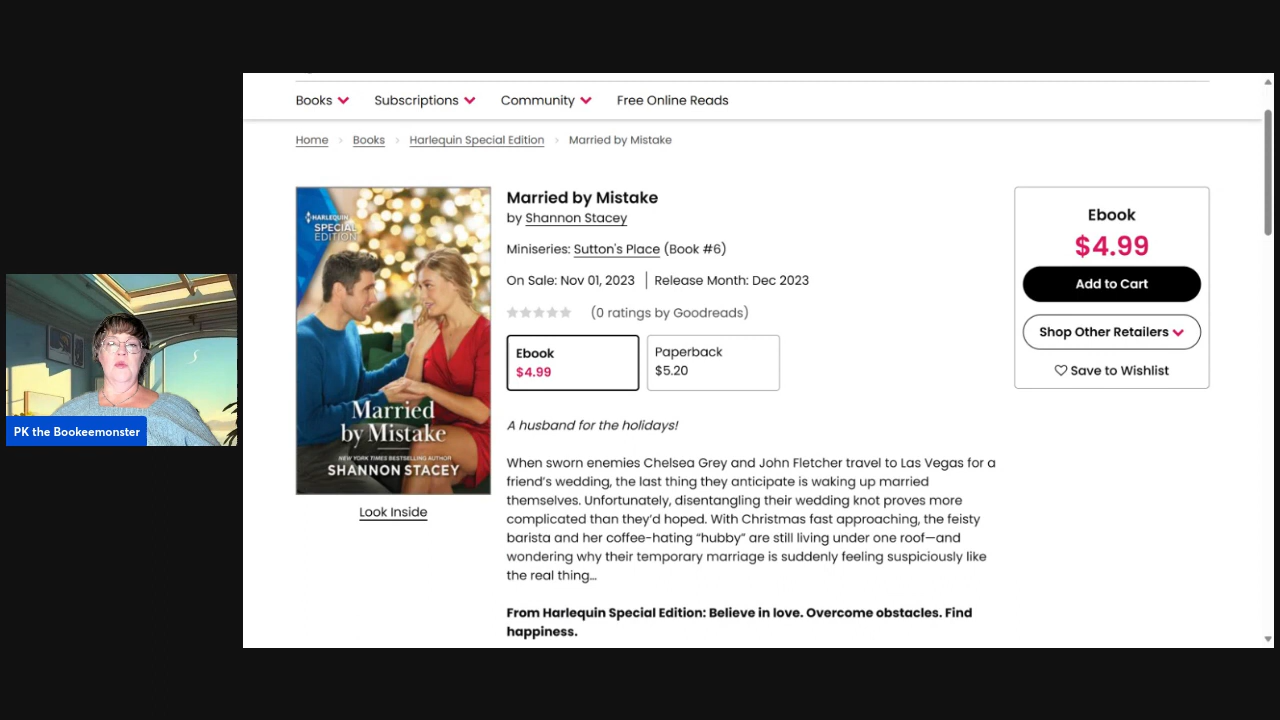 Books Subscriptions Community Free Online Reads
Home > Books > Harlequin Special Edition > Married by Mistake
HARLEQUIN
SPECIAL
EDITION
Married
by Mistake
NEW YORK TIMES BESTSELLING AUTHOR
SHANNON STACEY
Look Inside
Married by Mistake
by Shannon Stacey
Miniseries: Sutton's Place (Book #6)
On Sale: Nov 01, 2023 | Release Month: Dec 2023
(0 ratings by Goodreads)
Ebook
$4.99
Paperback
$5.20
A husband for the holidays!
When sworn enemies Chelsea Grey and John Fletcher travel to Las Vegas for a
friend's wedding, the last thing they anticipate is waking up married
themselves. Unfortunately, disentangling their wedding knot proves more
complicated than they'd hoped. With Christmas fast approaching, the feisty
barista and her coffee-hating “hubby” are still living under one roof—and
wondering why their temporary marriage is suddenly feeling suspiciously like
the real thing…
From Harlequin Special Edition: Believe in love. Overcome obstacles. Find
happiness.
Ebook
$4.99
Add to Cart
Shop Other Retailers
Save to Wishlist
PK the Bookeemonster